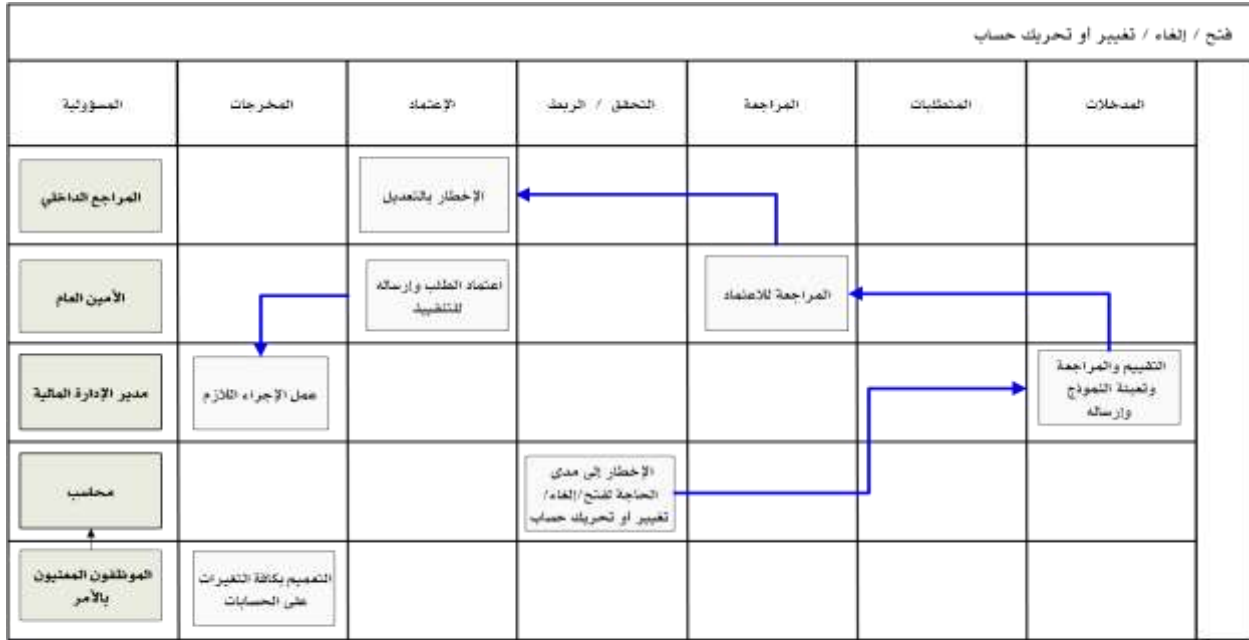 فتح / إلغاء / تغيير أو تحريك حساب
المدخلات
المتطلبات
المراجعة
التحقق / الربط
الإعتماد
المخرجات
المسؤولية
الإخطار بالتعديل
المراجع الداخلي
المراجعة للاعتماد
اعتماد الطلب وإرساله
للتنفيذ
الأمين العام
التقييم والمراجعة
وتعبئة النموذج
وإرساله
عمل الإجراء اللازم
مدير الإدارة المالية
الإخطار إلى مدى
الحاجة لفتح/إلغاء/
تغيير أو تحريك حساب
محاسب
التعميم بكافة التغيرات
على الحسابات
الموظفون المعنيون
بالأمر